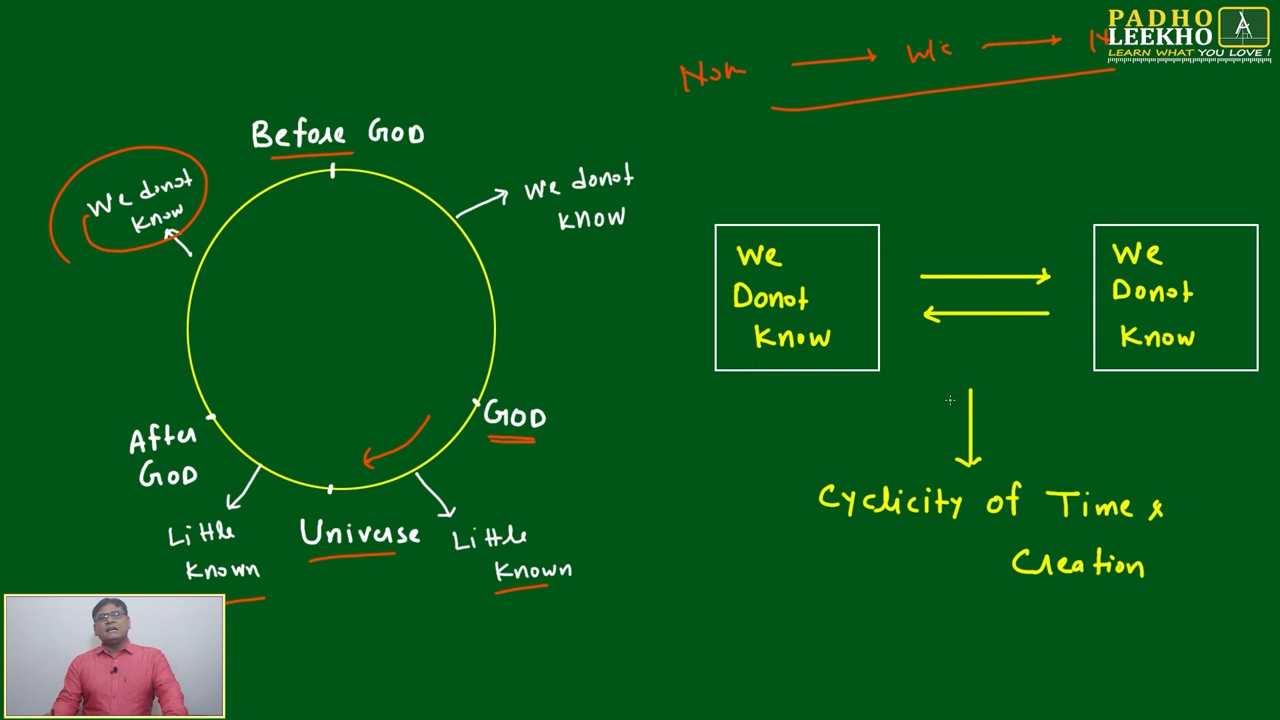 PADHO
LEEKHO
LEARN WHAT YOU LOVE !
Before GOD
We donot
know
We donot
know
We
Donot
know
We
Donot
know
GOD
After
GOD
Little
known
Universe
Little
known
Cyclicity of Time &
Creation